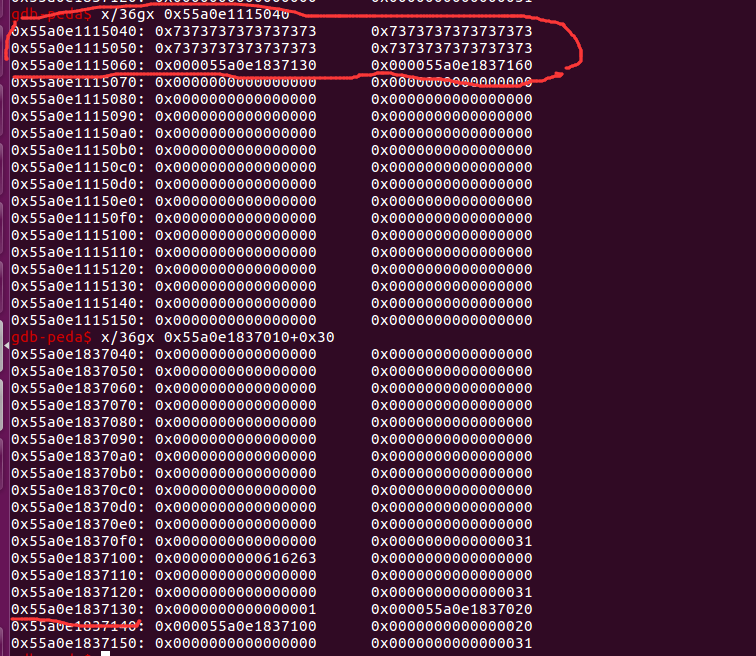 gdb-peda$ x/36gx 0x55a0e1115040
0x55a0e1115040: 0x7373737373737373 0x7373737373737373
0x55a0e1115050: 0x7373737373737373 0x7373737373737373
0x55a0e1115060: 0x000055a0e1837130 0x000055a0e1837160
0x55a0e1115070: 0x0000000000000000 0x0000000000000000
0x55a0e1115080: 0x0000000000000000 0x0000000000000000
0x55a0e1115090: 0x0000000000000000 0x0000000000000000
0x55a0e11150a0: 0x0000000000000000 0x0000000000000000
0x55a0e11150b0: 0x0000000000000000 0x0000000000000000
0x55a0e11150c0: 0x0000000000000000 0x0000000000000000
0x55a0e11150d0: 0x0000000000000000 0x0000000000000000
0x55a0e11150e0: 0x0000000000000000 0x0000000000000000
0x55a0e11150f0: 0x0000000000000000 0x0000000000000000
0x55a0e1115100: 0x0000000000000000 0x0000000000000000
0x55a0e1115110: 0x0000000000000000 0x0000000000000000
0x55a0e1115120: 0x0000000000000000 0x0000000000000000
0x55a0e1115130: 0x0000000000000000 0x0000000000000000
0x55a0e1115140: 0x0000000000000000 0x0000000000000000
0x55a0e1115150: 0x0000000000000000 0x0000000000000000
gdb-peda$ x/36gx 0x55a0e1837010+0x30
0x55a0e1837040: 0x0000000000000000 0x0000000000000000
0x55a0e1837050: 0x0000000000000000 0x0000000000000000
0x55a0e1837060: 0x0000000000000000 0x0000000000000000
0x55a0e1837070: 0x0000000000000000 0x0000000000000000
0x55a0e1837080: 0x0000000000000000 0x0000000000000000
0x55a0e1837090: 0x0000000000000000 0x0000000000000000
0x55a0e18370a0: 0x0000000000000000 0x0000000000000000
0x55a0e18370b0: 0x0000000000000000 0x0000000000000000
0x55a0e18370c0: 0x0000000000000000 0x0000000000000000
0x55a0e18370d0: 0x0000000000000000 0x0000000000000000
0x55a0e18370e0: 0x0000000000000000 0x0000000000000000
0x55a0e18370f0: 0x0000000000000000 0x0000000000000031
0x55a0e1837100: 0x0000000000616263 0x0000000000000000
0x55a0e1837110: 0x0000000000000000 0x0000000000000000
0x55a0e1837120: 0x0000000000000000 0x0000000000000031
0x55a0e1837130: 0x0000000000000001 0x000055a0e1837020
0x55a0e1837140: 0x000055a0e1837100 0x0000000000000020
0x55a0e1837150: 0x0000000000000000 0x0000000000000031